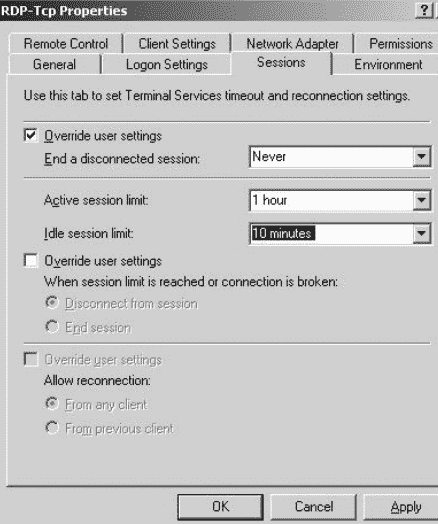 RDP-Tcp Properties
Remote Control Client Settings Network Adapter Permissions
General Logon Settings Sessions Environment
Use this tab to set Terminal Services timeout and reconnection settings.
Override user settings
End a disconnected session: Never
Active session limit: 1 hour
Idle session limit: 10 minutes
Override user settings
When session limit is reached or connection is broken:
Disconnect from session
End session
Override user settings
Allow reconnection:
From any client
From previous client
OK Cancel Apply